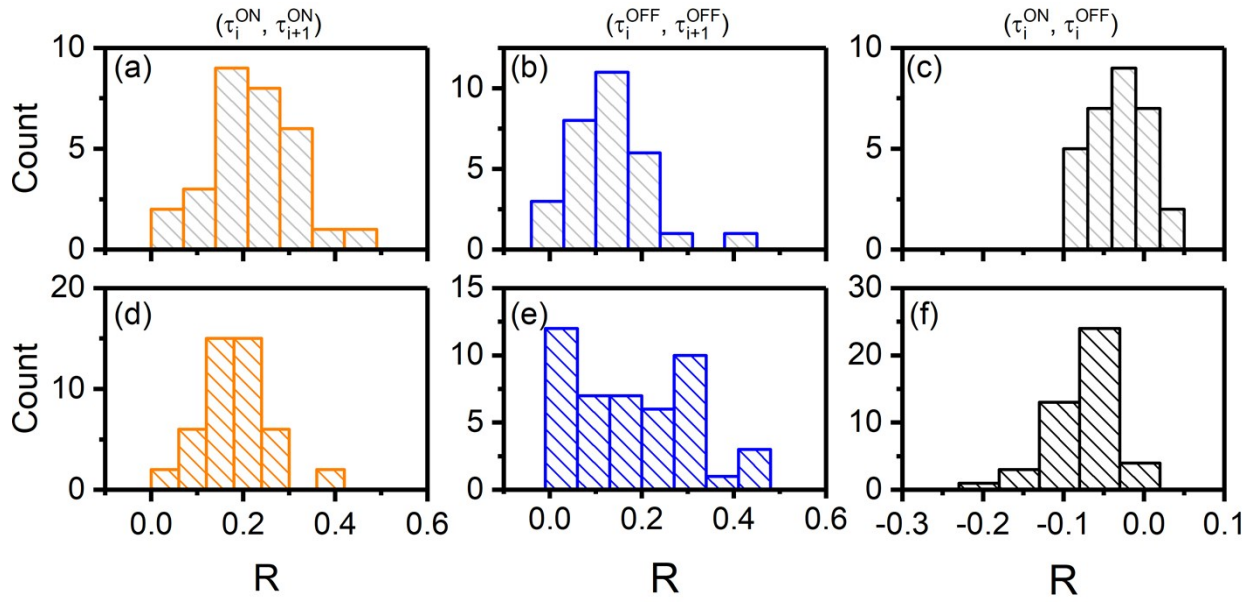 (τ_i^ON, τ_{i+1}^ON) (τ_i^OFF, τ_{i+1}^OFF) (τ_i^ON, τ_i^OFF)
10 10 10
(a) (b) (c)
Count
5 5 5
0 0 0
20 15 30
(d) (e) (f)
Count
10 10 20
5 10
0 0 0
0.0 0.2 0.4 0.6 0.0 0.2 0.4 0.6 -0.3 -0.2 -0.1 0.0 0.1
R R R